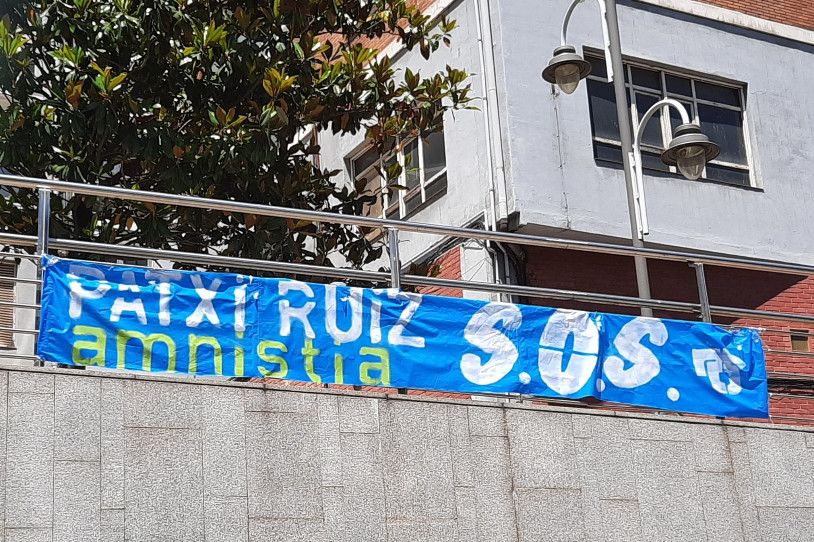 PATXI RUIZ S.O.S.
amnistia